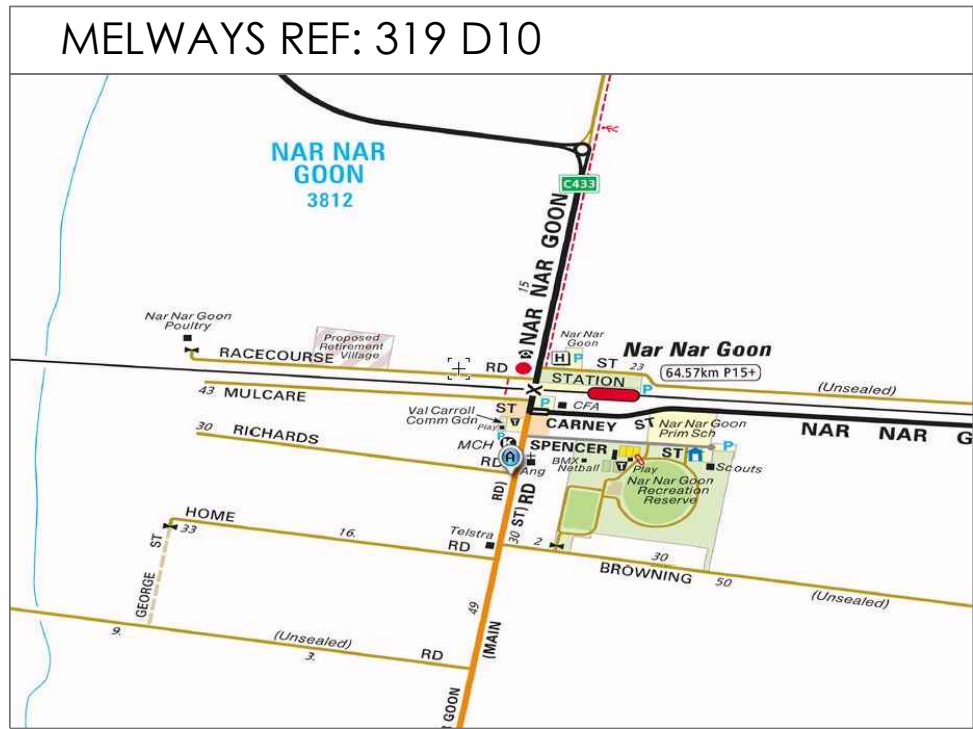 MELWAYS REF: 319 D10
NAR NAR
GOON
3812
C433
NAR NAR GOON
15
Nar Nar Goon
Poultry
Proposed
Retirement
Village
RACECOURSE RD
Nar Nar
Goon
H P
ST 23
Nar Nar Goon
64.57km P15+
STATION
P
(Unsealed)
43 MULCARE ST
Val Carroll
Comm Gdn
Play
P
CFA
CARNEY ST
NAR NAR G
30 RICHARDS RD
MCH
P
A
Ang
SPENCER ST
BMX
Netball
Play
Nar Nar Goon
Prim Sch
P
Scouts
Nar Nar Goon
Recreation
Reserve
RD)
30 ST) RD
HOME RD
33
16.
Telstra
2
30
BROWNING
50
(Unsealed)
GEORGE ST
49
(MAIN
9.
(Unsealed)
3.
RD
GOON